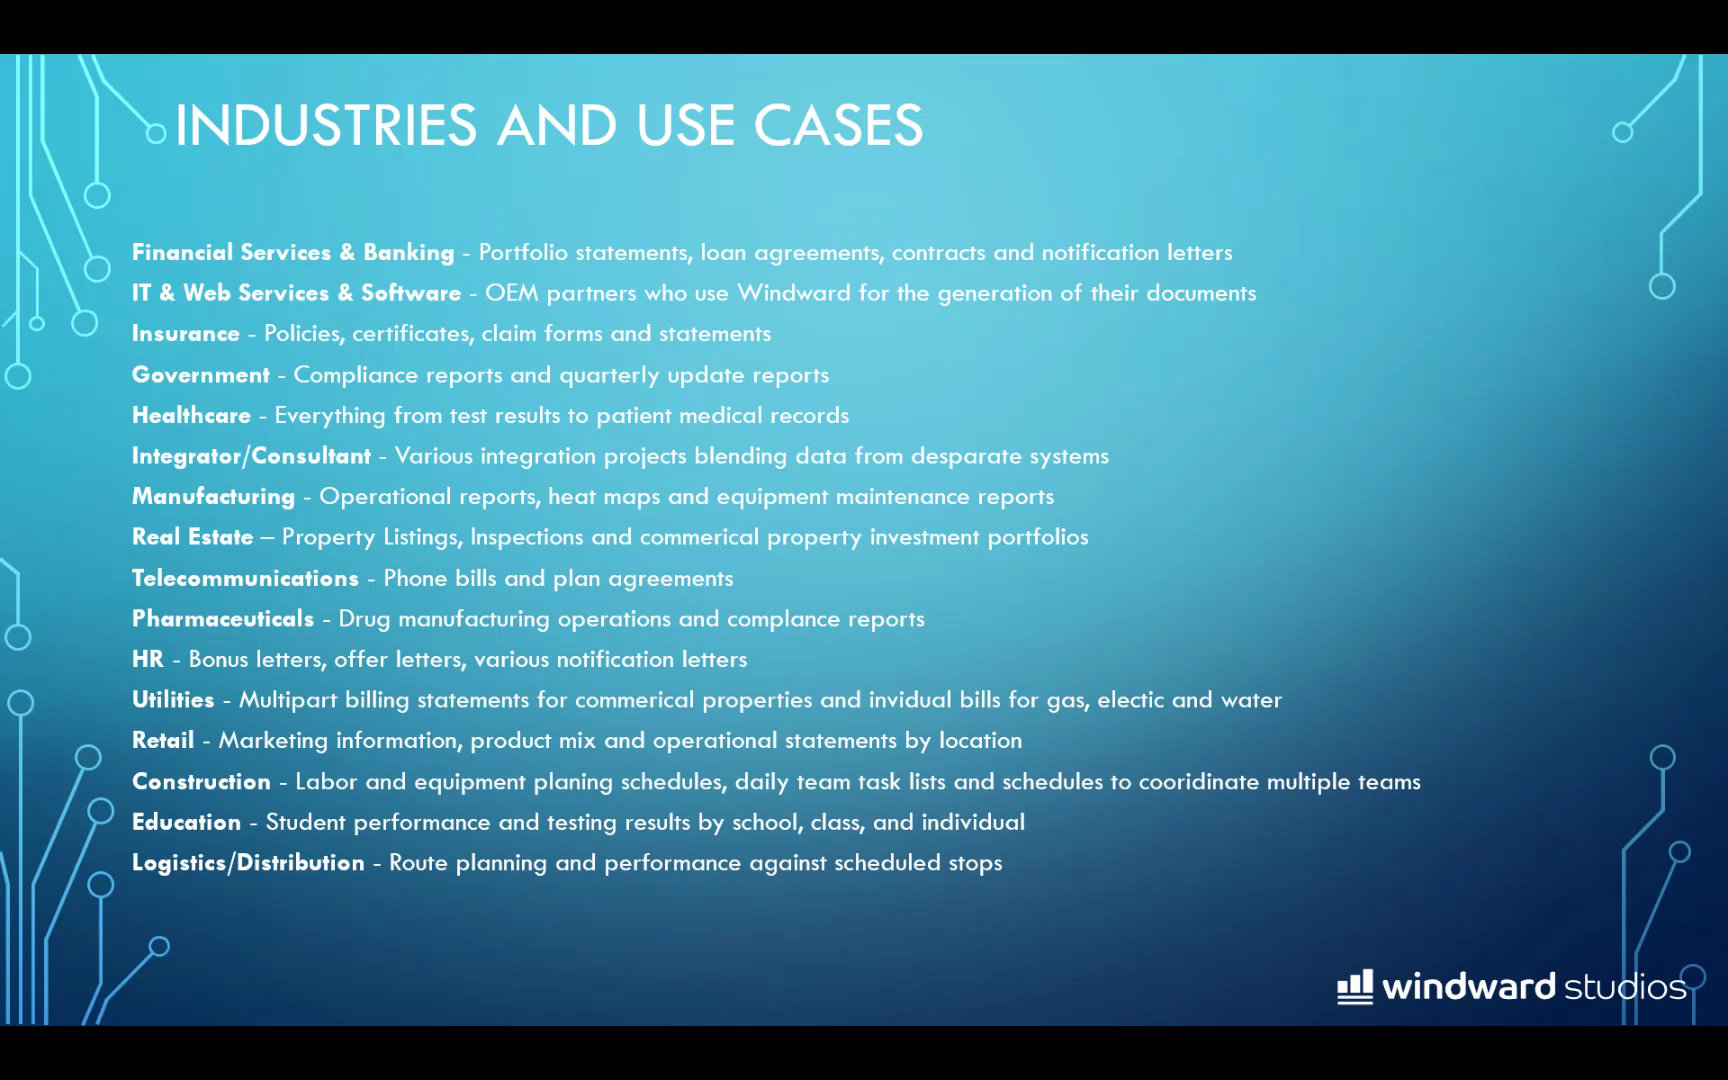 INDUSTRIES AND USE CASES
Financial Services & Banking - Portfolio statements, loan agreements, contracts and notification letters
IT & Web Services & Software - OEM partners who use Windward for the generation of their documents
Insurance - Policies, certificates, claim forms and statements
Government - Compliance reports and quarterly update reports
Healthcare - Everything from test results to patient medical records
Integrator/Consultant - Various integration projects blending data from desparate systems
Manufacturing - Operational reports, heat maps and equipment maintenance reports
Real Estate – Property Listings, Inspections and commerical property investment portfolios
Telecommunications - Phone bills and plan agreements
Pharmaceuticals - Drug manufacturing operations and complance reports
HR - Bonus letters, offer letters, various notification letters
Utilities - Multipart billing statements for commerical properties and invidual bills for gas, electic and water
Retail - Marketing information, product mix and operational statements by location
Construction - Labor and equipment planing schedules, daily team task lists and schedules to cooridinate multiple teams
Education - Student performance and testing results by school, class, and individual
Logistics/Distribution - Route planning and performance against scheduled stops
windward studios